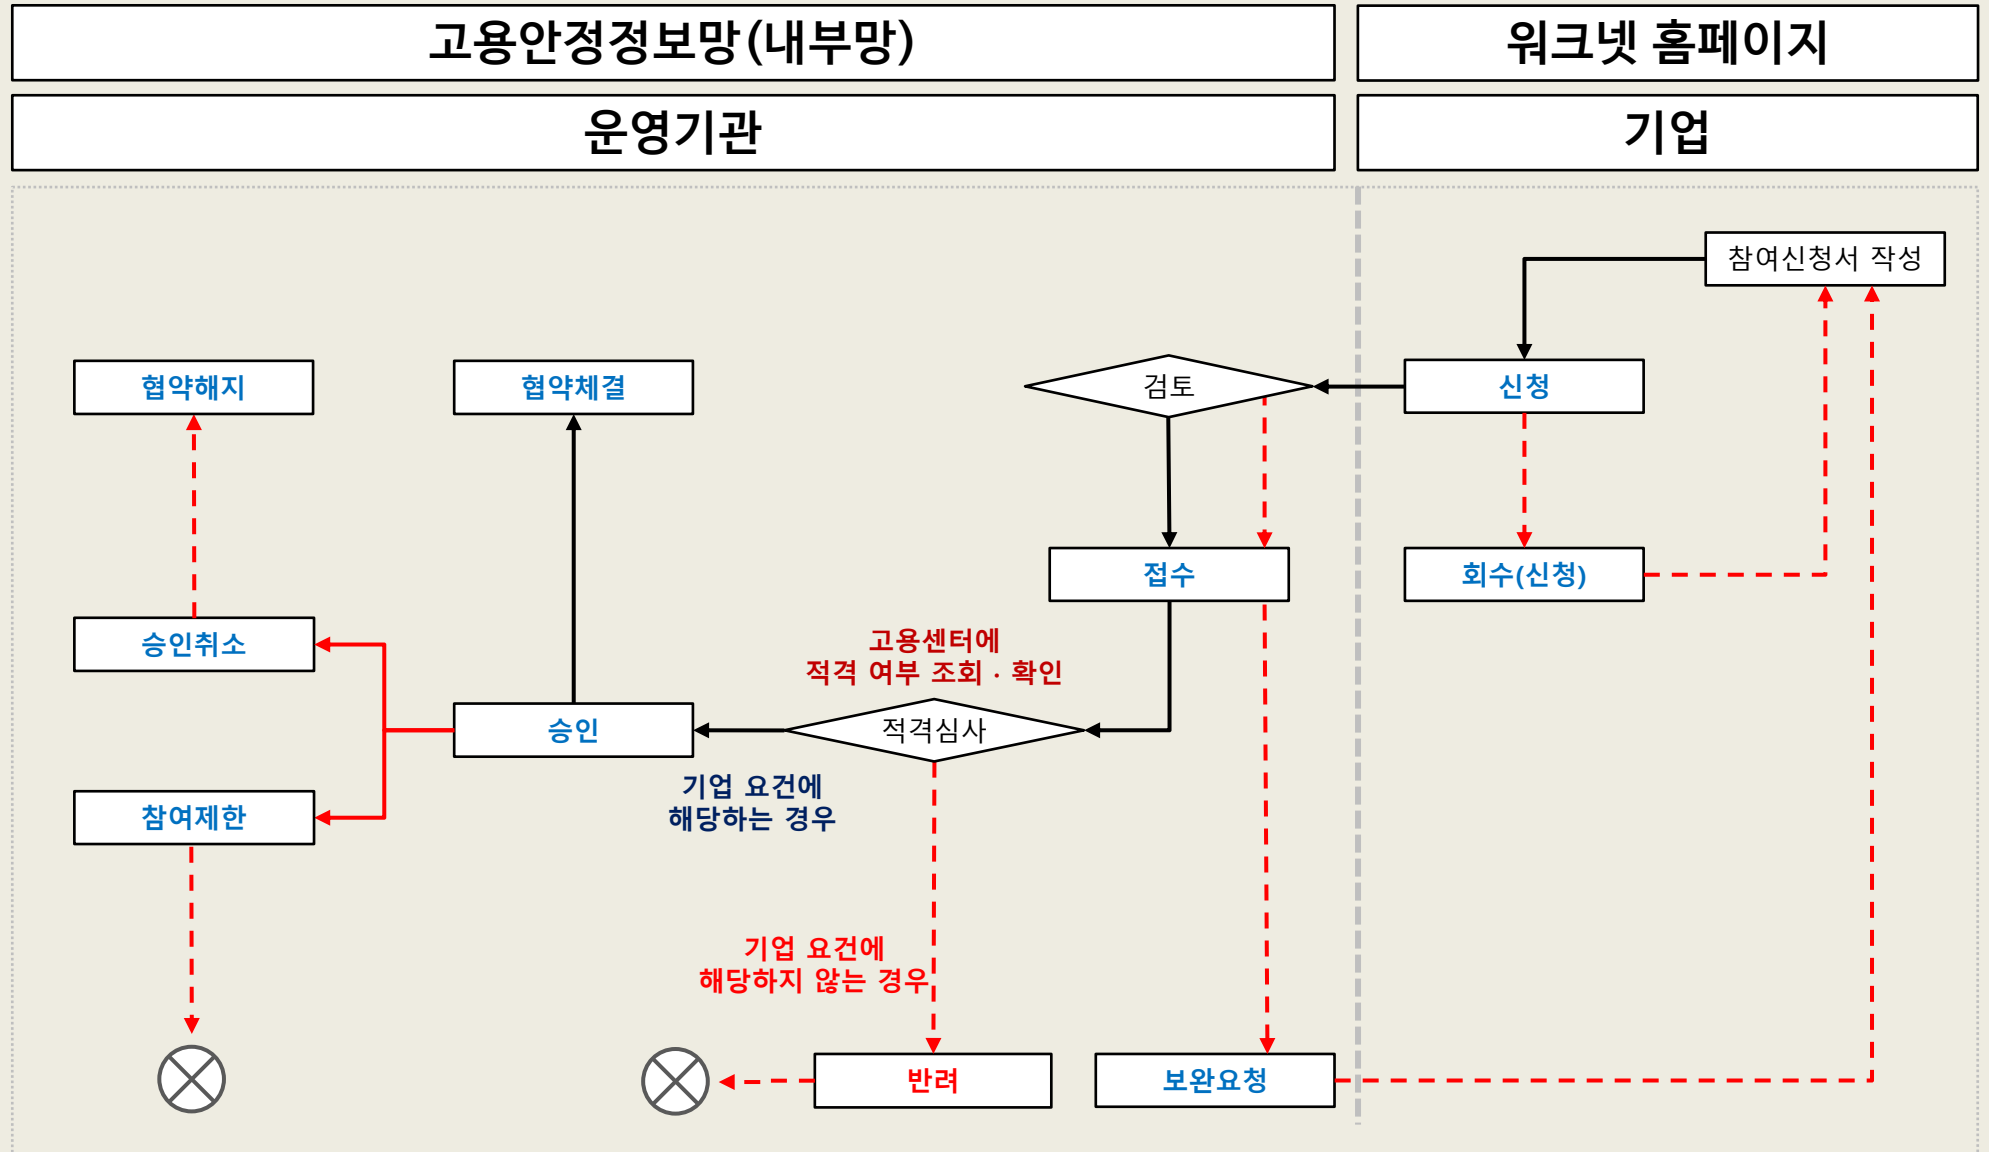 고용안정정보망(내부망)
워크넷 홈페이지
운영기관
기업
참여신청서 작성
협약해지
협약체결
검토
신청
접수
회수(신청)
승인취소
고용센터에
적격 여부 조회 · 확인
승인
적격심사
기업 요건에
해당하는 경우
참여제한
기업 요건에
해당하지 않는 경우
반려
보완요청